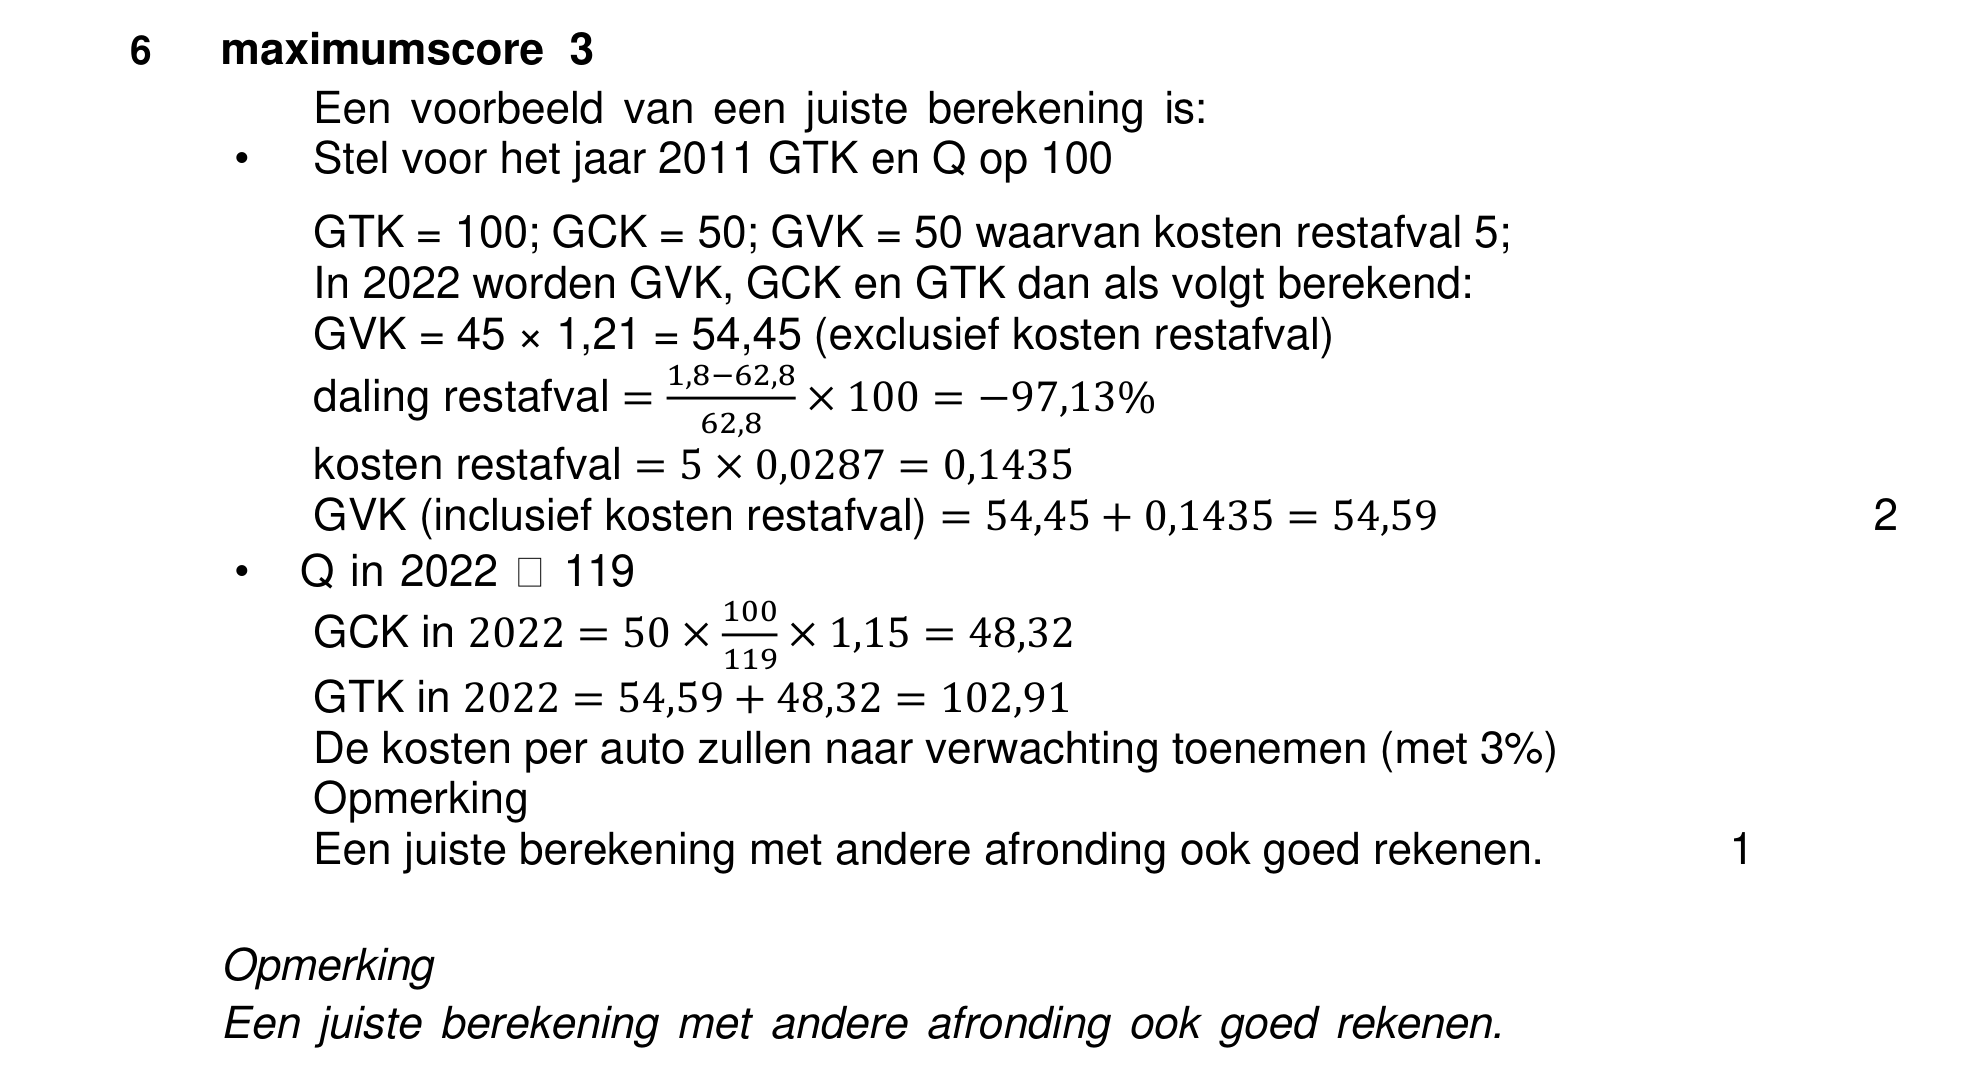 6 maximumscore 3
Een voorbeeld van een juiste berekening is:
• Stel voor het jaar 2011 GTK en Q op 100
GTK = 100; GCK = 50; GVK = 50 waarvan kosten restafval 5;
In 2022 worden GVK, GCK en GTK dan als volgt berekend:
GVK = 45 × 1,21 = 54,45 (exclusief kosten restafval)
daling restafval = \frac{1,8−62,8}{62,8} × 100 = −97,13%
kosten restafval = 5 × 0,0287 = 0,1435
GVK (inclusief kosten restafval) = 54,45 + 0,1435 = 54,59 2
• Q in 2022 □ 119
GCK in 2022 = 50 × \frac{100}{119} × 1,15 = 48,32
GTK in 2022 = 54,59 + 48,32 = 102,91
De kosten per auto zullen naar verwachting toenemen (met 3%)
Opmerking
Een juiste berekening met andere afronding ook goed rekenen. 1
Opmerking
Een juiste berekening met andere afronding ook goed rekenen.